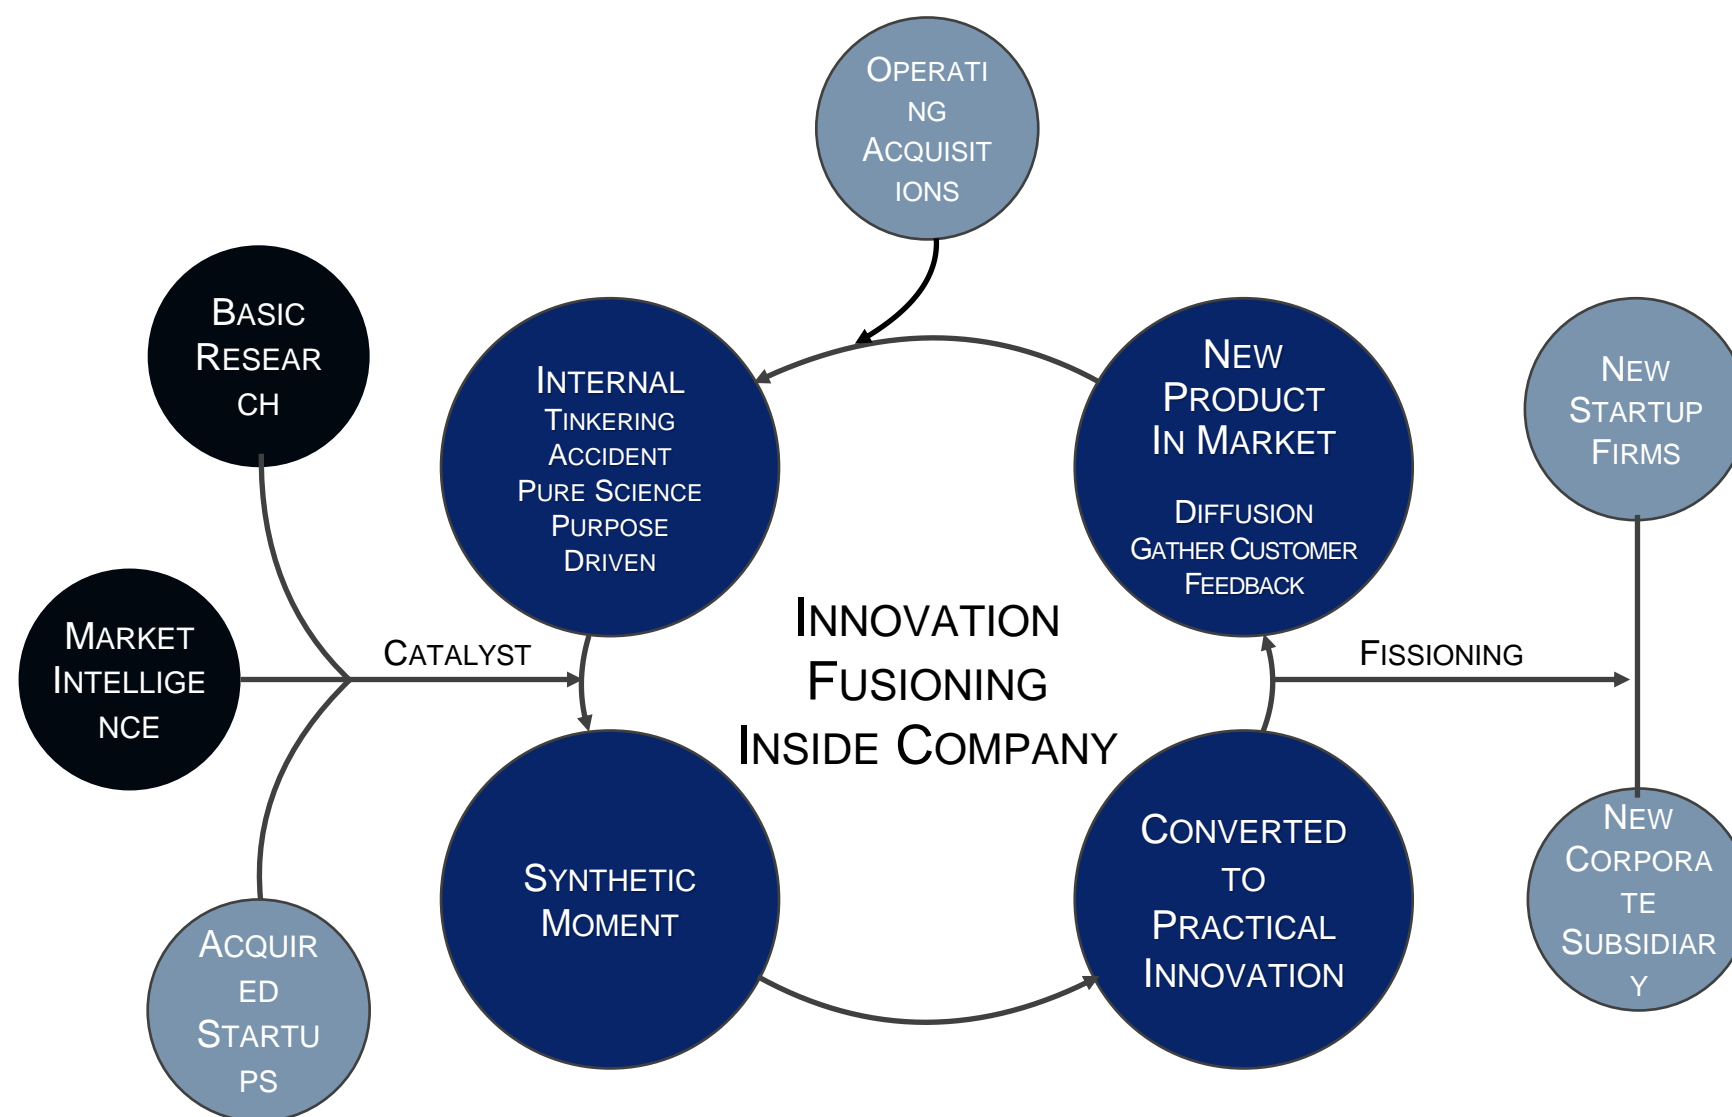 OPERATI
NG
ACQUISIT
IONS
BASIC
RESEAR
CH
MARKET
INTELLIGE
NCE
ACQUIR
ED
STARTU
PS
CATALYST
INTERNAL
TINKERING
ACCIDENT
PURE SCIENCE
PURPOSE
DRIVEN
SYNTHETIC
MOMENT
INNOVATION
FUSIONING
INSIDE COMPANY
NEW
PRODUCT
IN MARKET
DIFFUSION
GATHER CUSTOMER
FEEDBACK
CONVERTED
TO
PRACTICAL
INNOVATION
FISSIONING
NEW
STARTUP
FIRMS
NEW
CORPORA
TE
SUBSIDIAR
Y